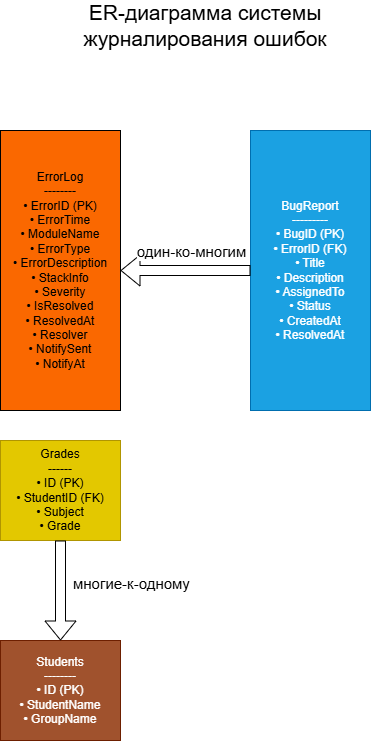 ER-диаграмма системы
журналирования ошибок
ErrorLog
--------
• ErrorID (PK)
• ErrorTime
• ModuleName
• ErrorType
• ErrorDescription
• StackInfo
• Severity
• IsResolved
• ResolvedAt
• Resolver
• NotifySent
• NotifyAt
один-ко-многим
BugReport
---------
• BugID (PK)
• ErrorID (FK)
• Title
• Description
• AssignedTo
• Status
• CreatedAt
• ResolvedAt
Grades
------
• ID (PK)
• StudentID (FK)
• Subject
• Grade
многие-к-одному
Students
--------
• ID (PK)
• StudentName
• GroupName